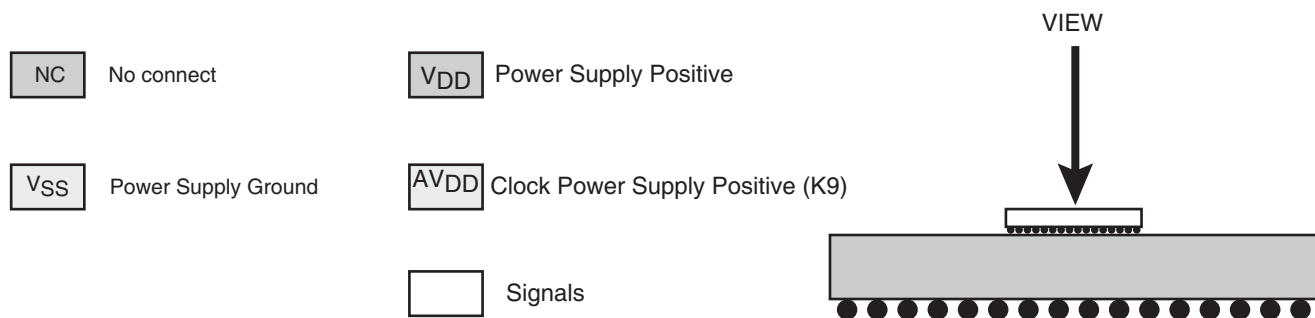 VIEW
NC No connect
VDD Power Supply Positive
VSS Power Supply Ground
AVDD Clock Power Supply Positive (K9)
Signals